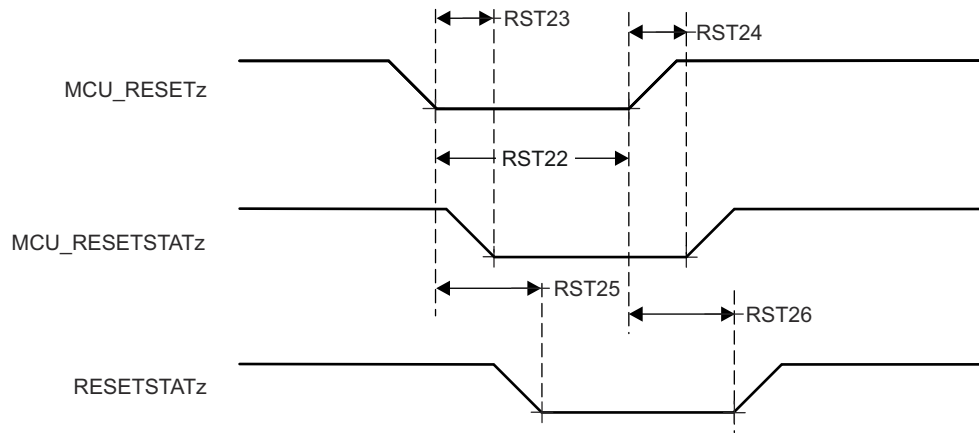 RST23
RST24
MCU_RESETz
RST22
MCU_RESETSTATz
RST25
RST26
RESETSTATz